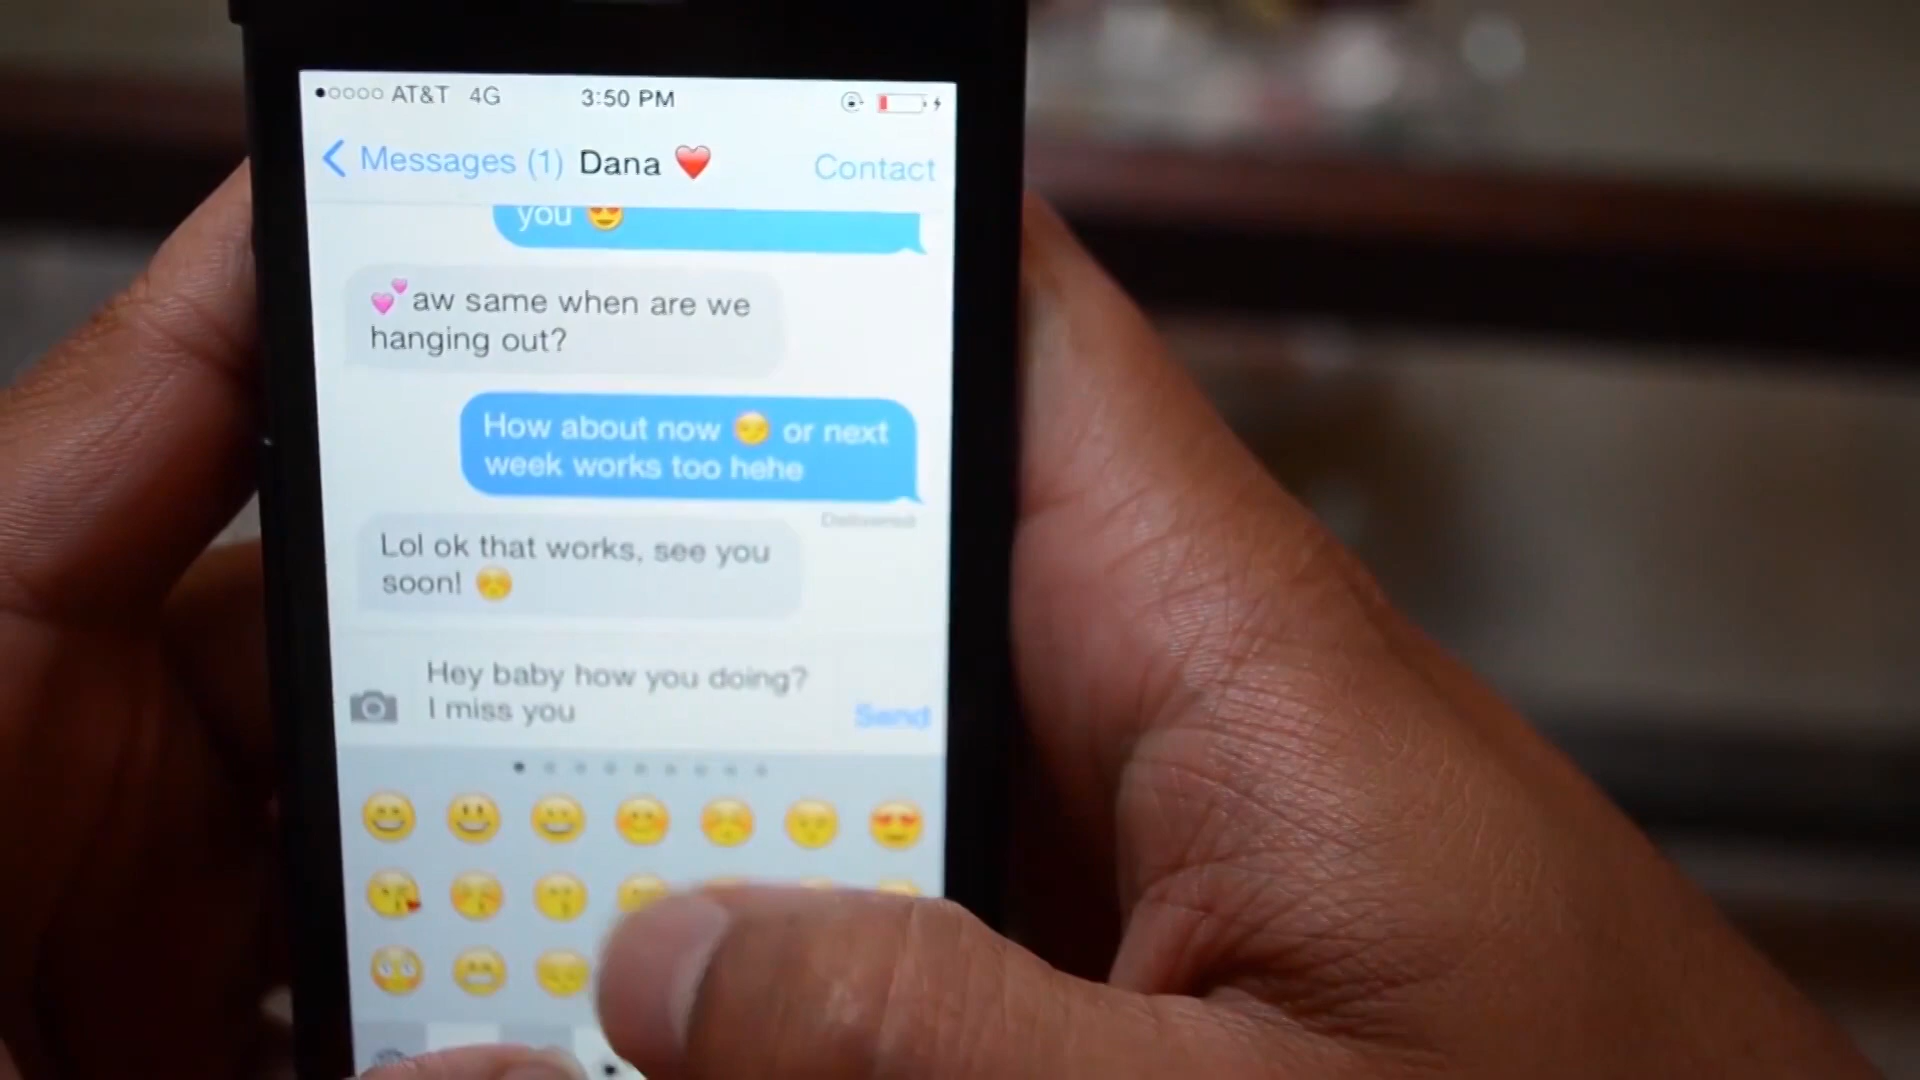 AT&T 4G 3:50 PM
Messages (1) Dana ❤️ Contact
you 😍
💕 aw same when are we
hanging out?
How about now 😏 or next
week works too hehe
Delivered
Lol ok that works, see you
soon! ☺️
Hey baby how you doing?
I miss you
Send